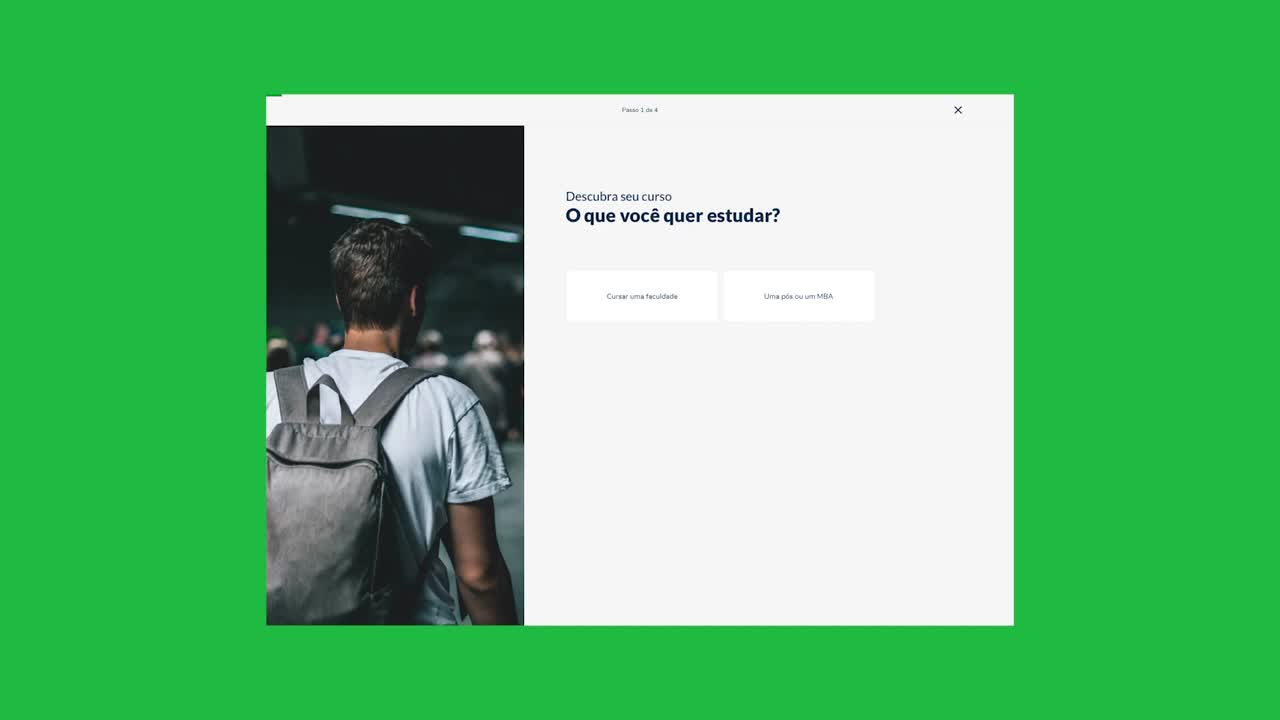 Passo 1 de 4
Descubra seu curso
O que você quer estudar?
Cursar uma faculdade
Uma pós ou um MBA